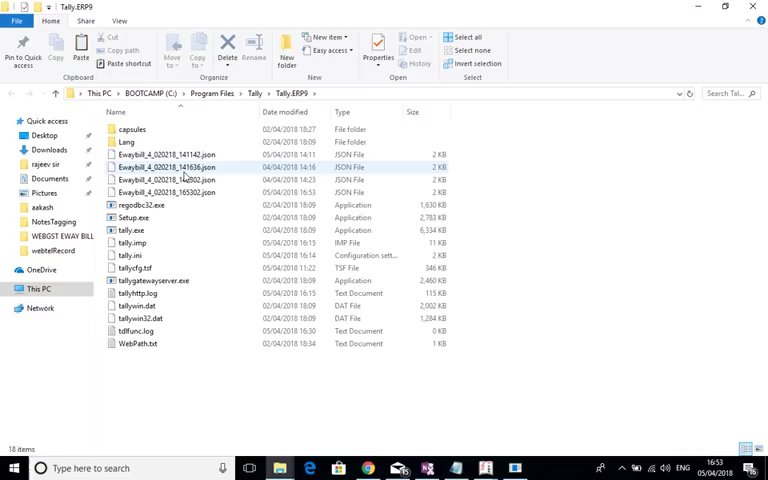 Tally.ERP9
File Home Share View
Pin to Quick access
Copy
Paste
Cut
Copy path
Paste shortcut
Clipboard
Move to
Copy to
Delete
Rename
Organize
New folder
New item
Easy access
New
Properties
Open
Edit
History
Open
Select all
Select none
Invert selection
Select
This PC > BOOTCAMP (C:) > Program Files > Tally > Tally.ERP9 >
Search Tal...
Quick access
Desktop
Downloads
rajeev sir
Documents
Pictures
aakash
NotesTagging
WEBGST EWAY BILL
webtelRecord
OneDrive
This PC
Network
Name Date modified Type Size
capsules 02/04/2018 18:27 File folder
Lang 02/04/2018 18:09 File folder
Ewaybill_4_020218_141142.json 05/04/2018 14:11 JSON File 2 KB
Ewaybill_4_020218_141636.json 04/04/2018 14:16 JSON File 2 KB
04/04/2018 14:23 JSON File 2 KB
Ewaybill_4_020218_165302.json 05/04/2018 16:53 JSON File 2 KB
regodbc32.exe 02/04/2018 18:09 Application 1,630 KB
Setup.exe 02/04/2018 18:09 Application 2,783 KB
tally.exe 02/04/2018 18:09 Application 6,334 KB
tally.imp 05/04/2018 16:15 IMP File 11 KB
tally.ini 05/04/2018 16:14 Configuration sett... 2 KB
tallycfg.tsf 05/04/2018 11:22 TSF File 346 KB
tallygatewayserver.exe 02/04/2018 18:09 Application 2,460 KB
tallyhttp.log 05/04/2018 16:15 Text Document 115 KB
tallywin.dat 02/04/2018 18:09 DAT File 2,002 KB
tallywin32.dat 02/04/2018 18:09 DAT File 1,284 KB
tdlfunc.log 05/04/2018 16:30 Text Document 0 KB
WebPath.txt 02/04/2018 18:34 Text Document 1 KB
18 items
Type here to search
ENG
16:53
05/04/2018